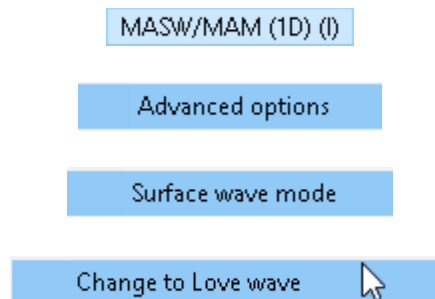 MASW/MAM (1D) (I)
Advanced options
Surface wave mode
Change to Love wave